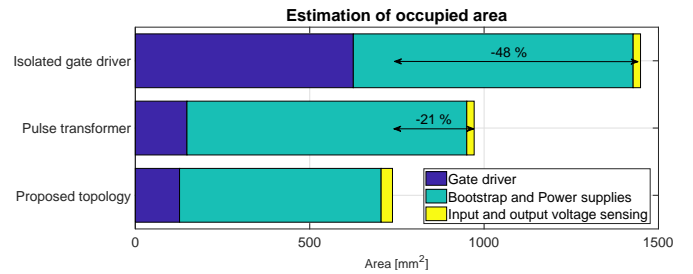 Estimation of occupied area
Isolated gate driver
-48 %
Pulse transformer
-21 %
Proposed topology
Gate driver
Bootstrap and Power supplies
Input and output voltage sensing
0 500 1000 1500
Area [mm²]